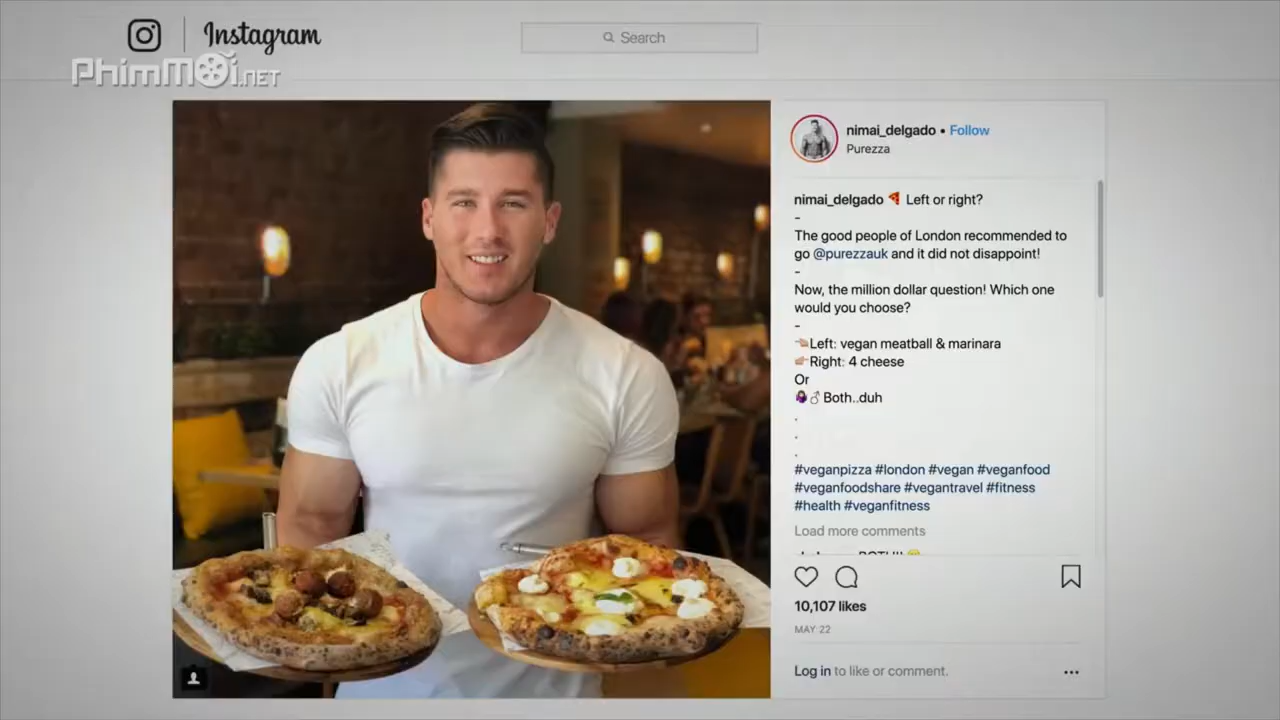 Instagram
Search
PhimMới.NET
nimai_delgado • Follow
Purezza
nimai_delgado 🍕 Left or right?
-
The good people of London recommended to
go @purezzauk and it did not disappoint!
-
Now, the million dollar question! Which one
would you choose?
-
👈🏼Left: vegan meatball & marinara
👉🏼Right: 4 cheese
Or
🤷🏻♂ Both..duh
.
.
.
#veganpizza #london #vegan #veganfood
#veganfoodshare #vegantravel #fitness
#health #veganfitness
Load more comments
10,107 likes
MAY 22
Log in to like or comment.